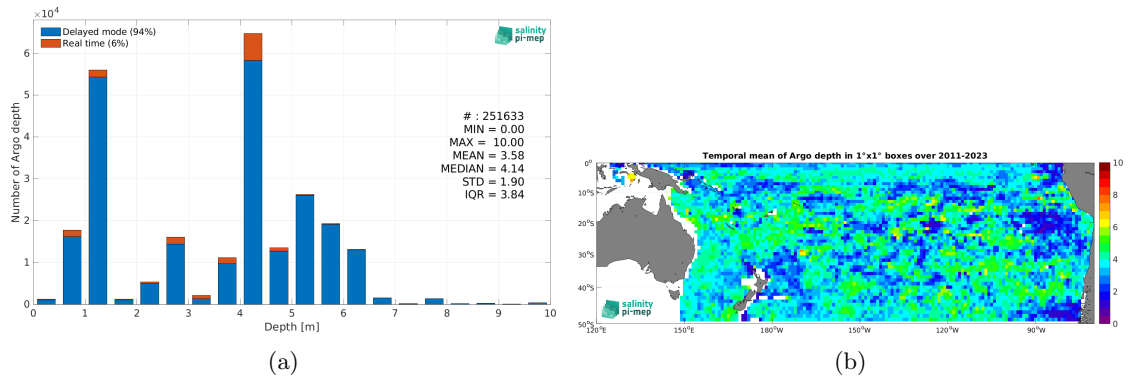 ×10⁴
Delayed mode (94%)
Real time (6%)
salinity
pi-mep
Number of Argo depth
6
5
4
3
2
1
0
# : 251633
MIN = 0.00
MAX = 10.00
MEAN = 3.58
MEDIAN = 4.14
STD = 1.90
IQR = 3.84
0 1 2 3 4 5 6 7 8 9 10
Depth [m]
(a)
Temporal mean of Argo depth in 1°x1° boxes over 2011-2023
0°
10°S
20°S
30°S
40°S
50°S
120°E 150°E 180°W 150°W 120°W 90°W
salinity
pi-mep
10
8
6
4
2
0
(b)